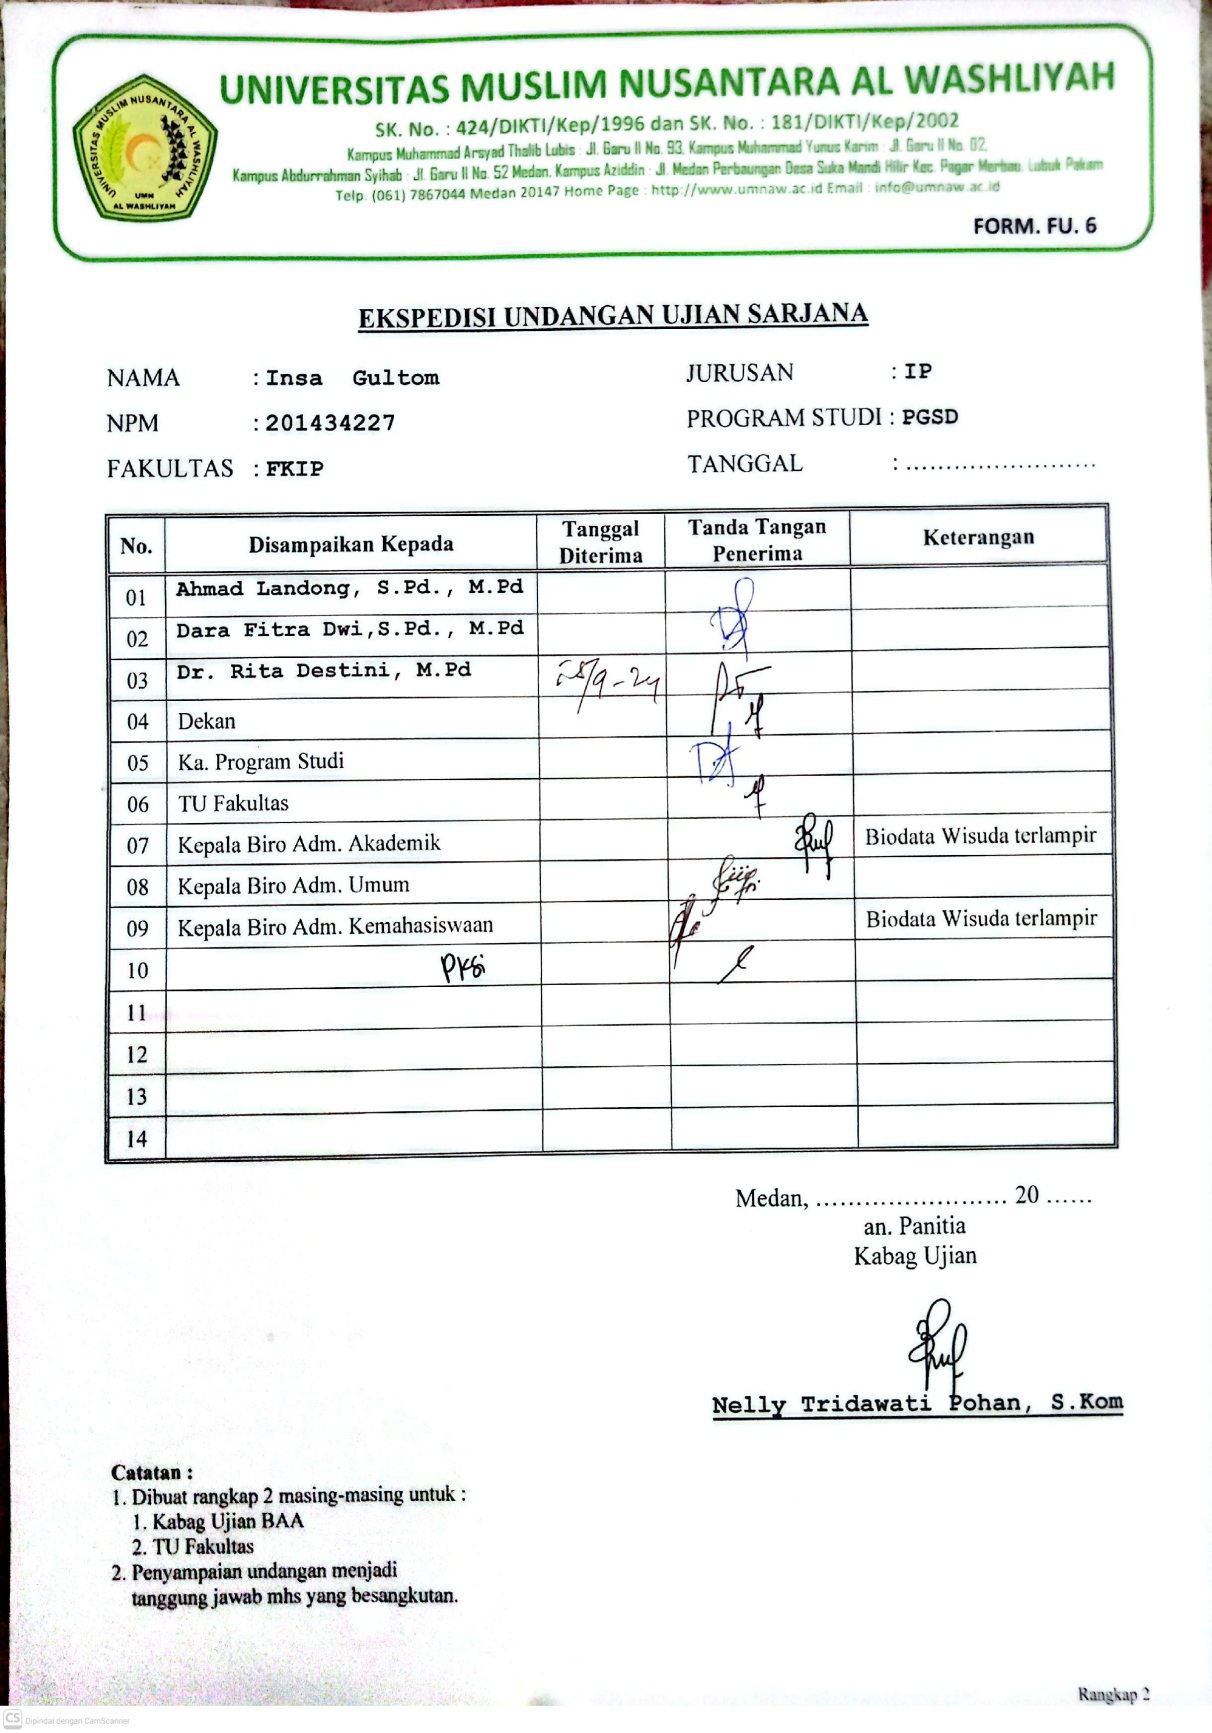 UNIVERSITAS MUSLIM NUSANTARA AL WASHLIYAH
UMN
AL WASHLIYAH
UNIVERSITAS MUSLIM NUSANTARA AL WASHLIYAH
SK. No. : 424/DIKTI/Kep/1996 dan SK. No. : 181/DIKTI/Kep/2002
Kampus Muhammad Arsyad Thalib Lubis : Jl. Garu II No. 93, Kampus Muhammad Yunus Karim : Jl. Garu II No. 02,
Kampus Abdurrahman Syihab : Jl. Garu II No. 52 Medan, Kampus Aziddin : Jl. Medan Perbaungan Desa Suka Mandi Hilir Kec. Pagar Merbau, Lubuk Pakam
Telp. (061) 7867044 Medan 20147 Home Page : http://www.umnaw.ac.id Email : info@umnaw.ac.id
FORM. FU. 6
EKSPEDISI UNDANGAN UJIAN SARJANA
NAMA : Insa Gultom JURUSAN : IP
NPM : 201434227 PROGRAM STUDI : PGSD
FAKULTAS : FKIP TANGGAL : ........................
No. Disampaikan Kepada Tanggal Diterima Tanda Tangan Penerima Keterangan
01 Ahmad Landong, S.Pd., M.Pd
02 Dara Fitra Dwi,S.Pd., M.Pd
03 Dr. Rita Destini, M.Pd
04 Dekan
05 Ka. Program Studi
06 TU Fakultas
07 Kepala Biro Adm. Akademik Biodata Wisuda terlampir
08 Kepala Biro Adm. Umum
09 Kepala Biro Adm. Kemahasiswaan Biodata Wisuda terlampir
10 PKSi
11
12
13
14
Medan, ........................ 20 ......
an. Panitia
Kabag Ujian
Nelly Tridawati Pohan, S.Kom
Catatan :
1. Dibuat rangkap 2 masing-masing untuk :
1. Kabag Ujian BAA
2. TU Fakultas
2. Penyampaian undangan menjadi
tanggung jawab mhs yang besangkutan.
Rangkap 2
CS Dipindai dengan CamScanner